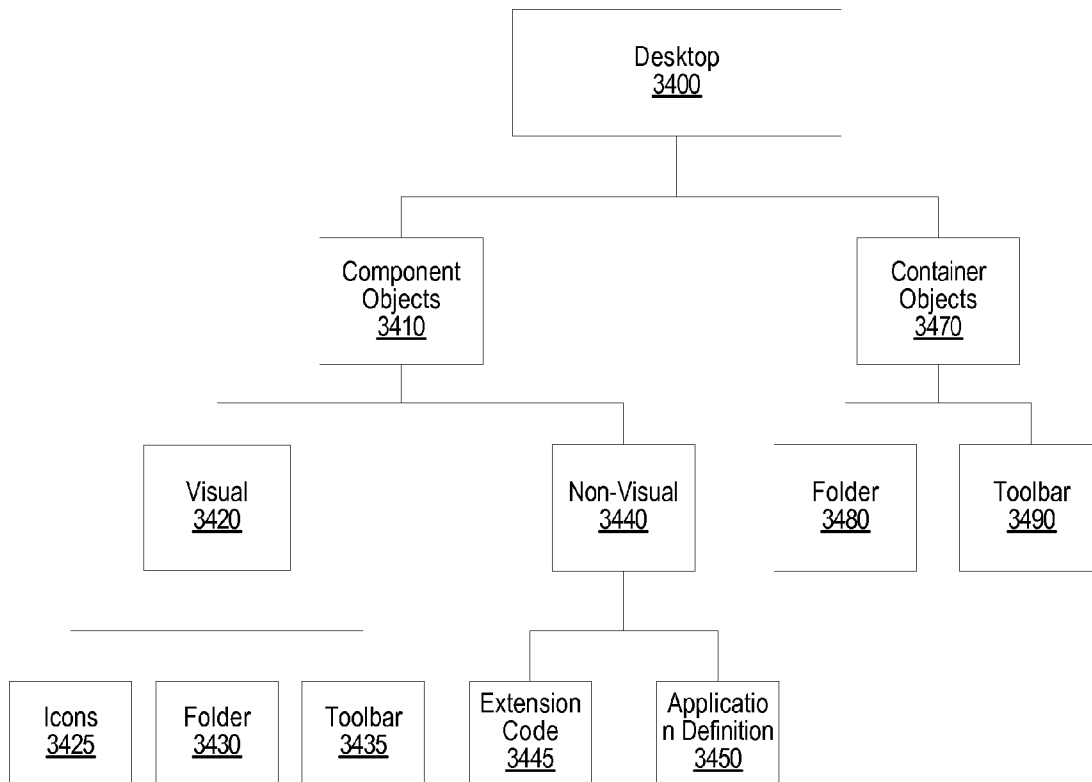 Desktop
3400
Component
Objects
3410
Container
Objects
3470
Visual
3420
Non-Visual
3440
Folder
3480
Toolbar
3490
Icons
3425
Folder
3430
Toolbar
3435
Extension
Code
3445
Applicatio
n Definition
3450